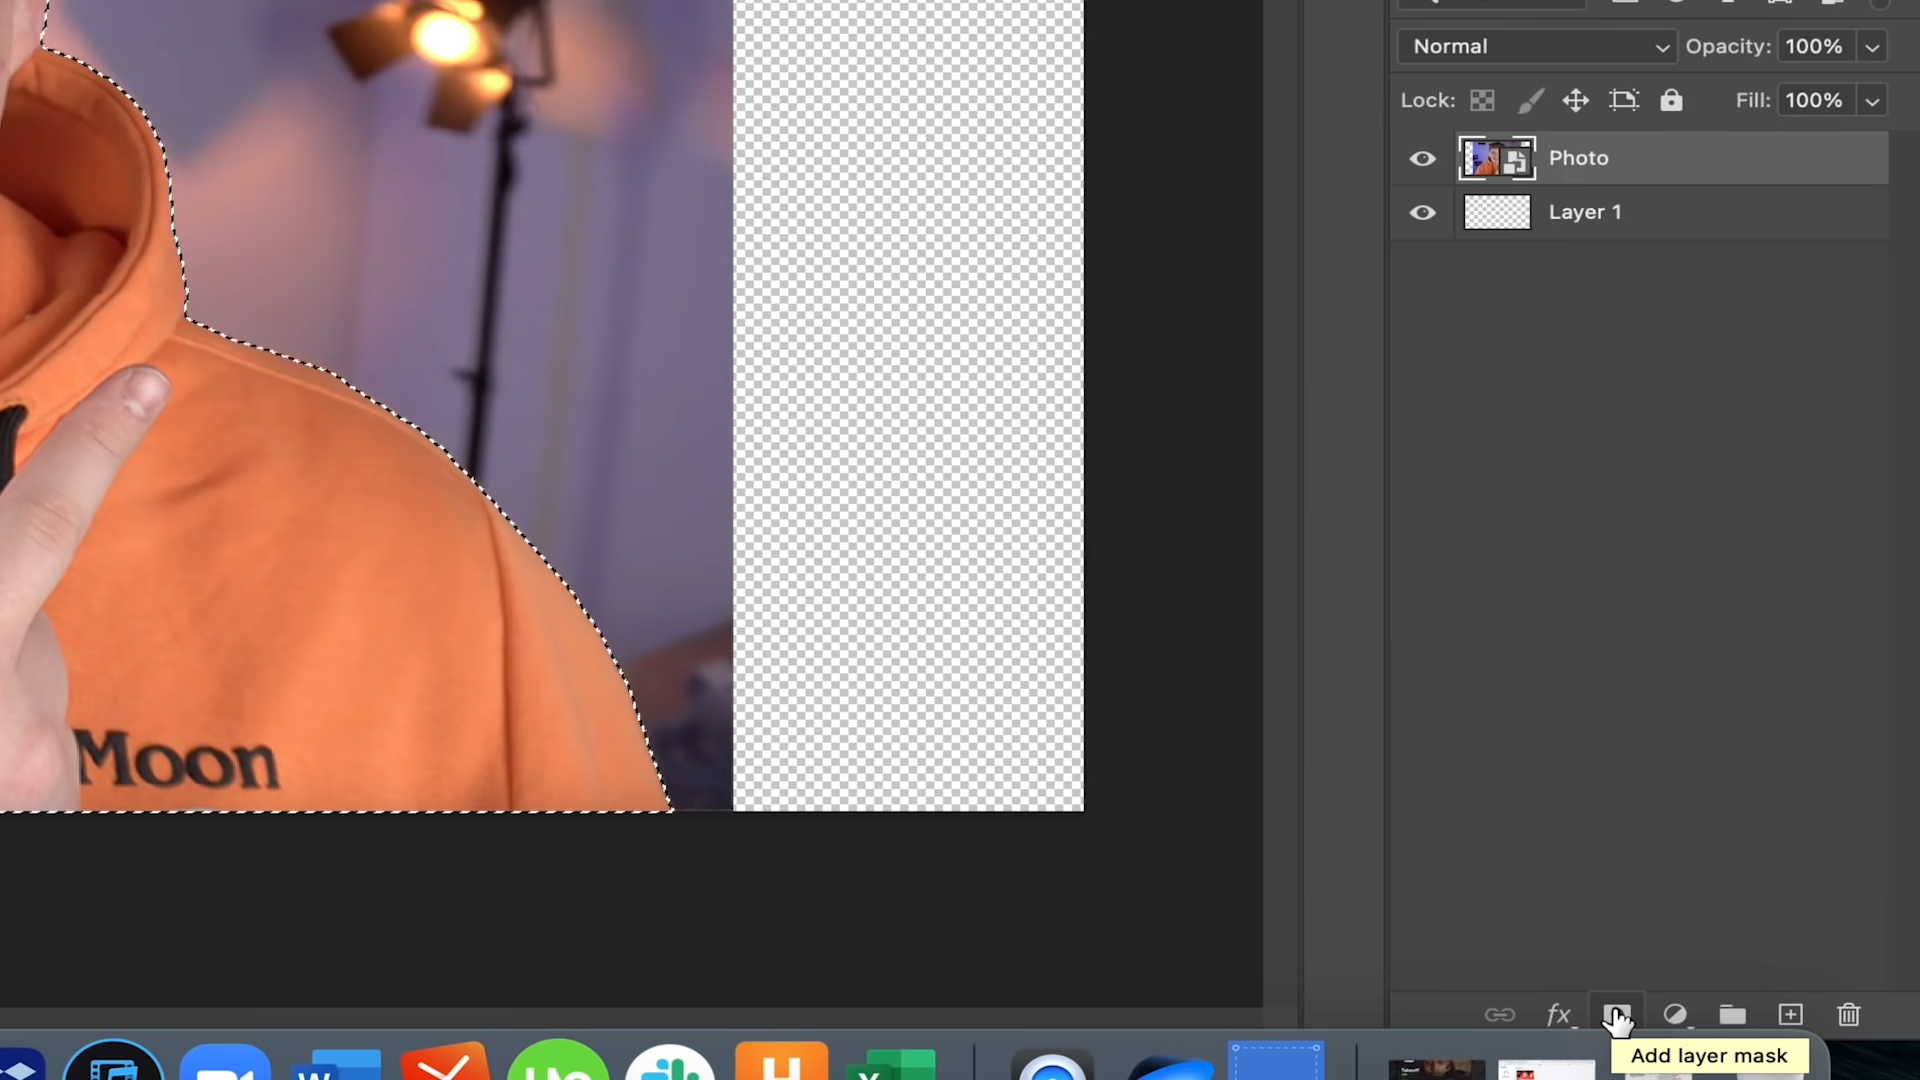 Normal
Opacity: 100%
Lock:
Fill: 100%
Photo
Layer 1
Moon
fx
Add layer mask
W
H
X